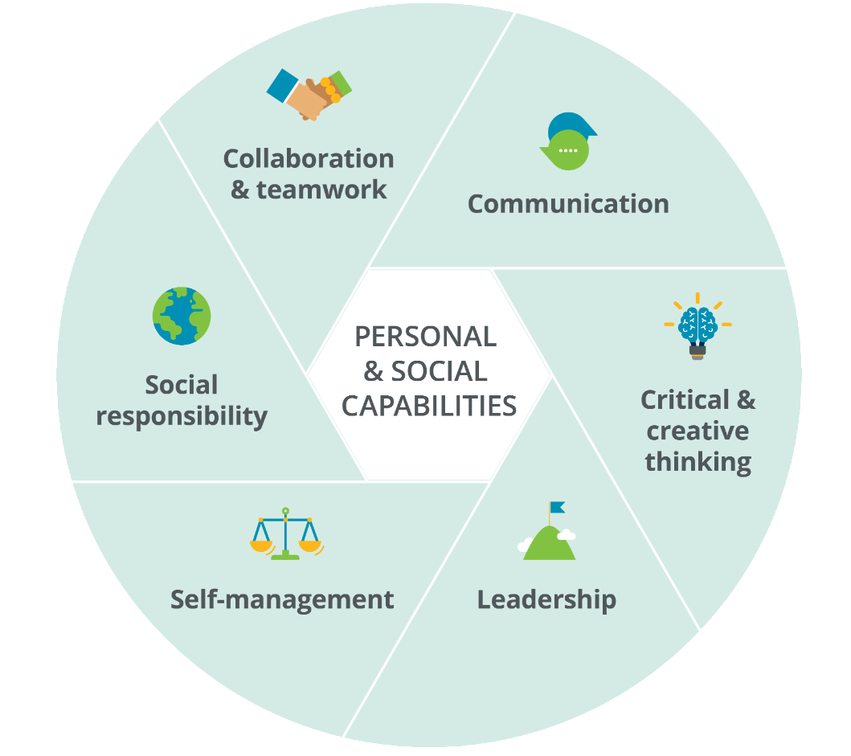 Collaboration
& teamwork
Communication
PERSONAL
& SOCIAL
CAPABILITIES
Critical &
creative
thinking
Social
responsibility
Self-management
Leadership